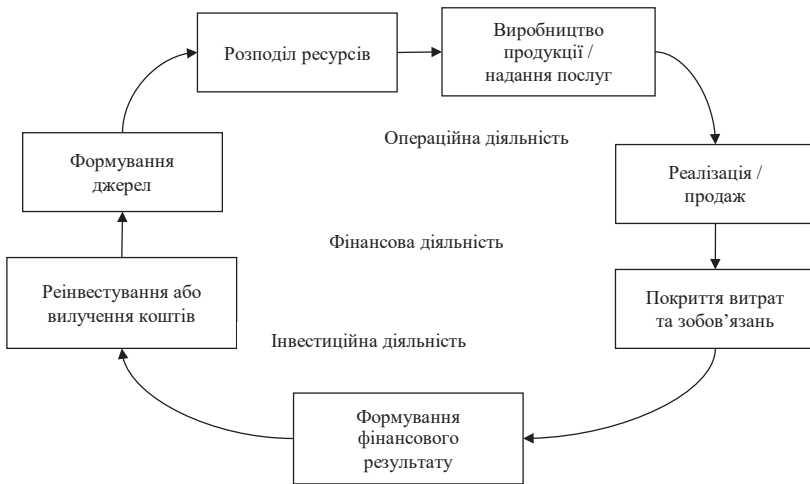 Розподіл ресурсів
Виробництво
продукції /
надання послуг
Операційна діяльність
Формування
джерел
Реалізація /
продаж
Фінансова діяльність
Реінвестування або
вилучення коштів
Покриття витрат
та зобов’язань
Інвестиційна діяльність
Формування
фінансового
результату